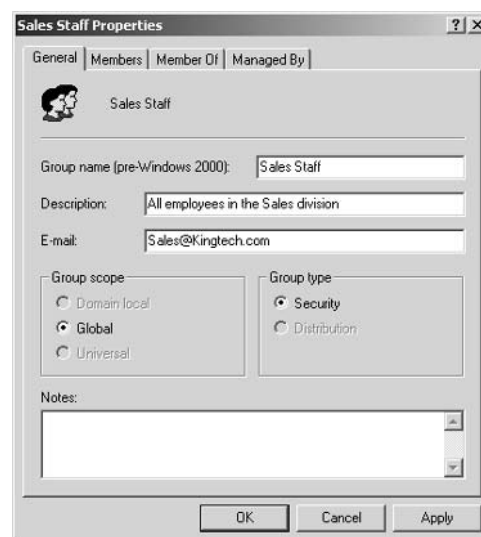 Sales Staff Properties
General Members Member Of Managed By
Sales Staff
Group name (pre-Windows 2000): Sales Staff
Description: All employees in the Sales division
E-mail: Sales@Kingtech.com
Group scope
Domain local
Global
Universal
Group type
Security
Distribution
Notes:
OK Cancel Apply